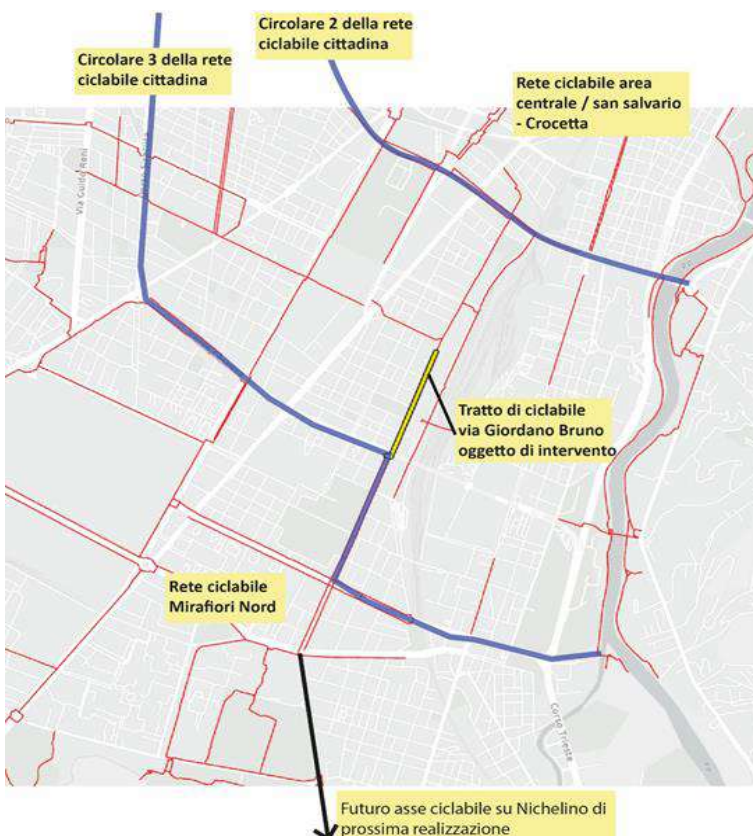 Circolare 2 della rete
ciclabile cittadina
Circolare 3 della rete
ciclabile cittadina
Rete ciclabile area
centrale / san salvario
- Crocetta
Via Guido Reni
Po
Tratto di ciclabile
via Giordano Bruno
oggetto di intervento
Rete ciclabile
Mirafiori Nord
Corso Trieste
Futuro asse ciclabile su Nichelino di
prossima realizzazione